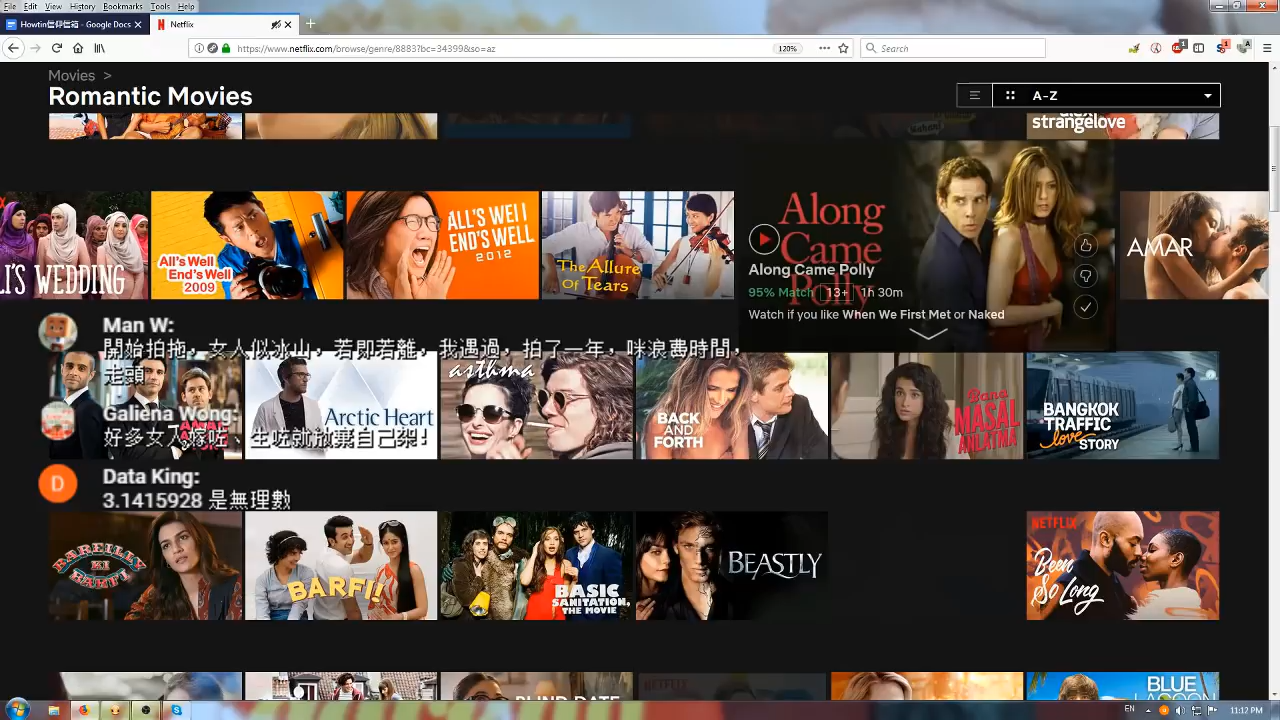 File Edit View History Bookmarks Tools Help
Howtin信仰信箱 - Google Docs
Netflix
https://www.netflix.com/browse/genre/8883?bc=34399&so=az
120%
Search
Movies >
Romantic Movies
A-Z
strangelove
LI'S WEDDING
All's Well
End's Well
2009
ALL'S WELL
END'S WELL
2012
The Allure
Of Tears
Along
Came
Polly
Along Came Polly
95% Match 13+ 1h 30m
Watch if you like When We First Met or Naked
AMAR
Man W:
開始拍拖，女人似冰山，若即若離，我遇過，拍了一年，咪浪費時間，
走頭
Galiena Wong:
好多女人嫁咗、生咗就放棄自己架！
Data King:
3.1415928 是無理數
Arctic Heart
asthma
BACK
AND
FORTH
Bana
MASAL
ANLATMA
BANGKOK
TRAFFIC
love
STORY
BAREILLY
KI
BARFI
BARFI!
BASIC
SANITATION,
THE MOVIE
BEASTLY
NETFLIX
Been
So Long
BLIND DATE
BLUE
LAGOON
EN
11:12 PM